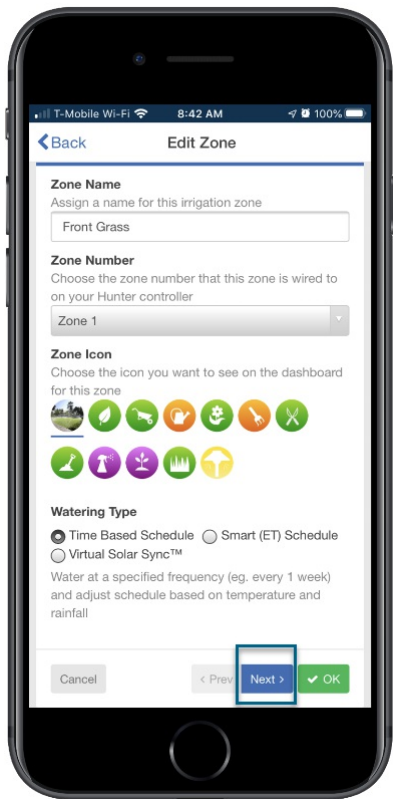 T-Mobile Wi-Fi 8:42 AM 100%
Back Edit Zone
Zone Name
Assign a name for this irrigation zone
Front Grass
Zone Number
Choose the zone number that this zone is wired to
on your Hunter controller
Zone 1
Zone Icon
Choose the icon you want to see on the dashboard
for this zone
Watering Type
Time Based Schedule Smart (ET) Schedule
Virtual Solar Sync™
Water at a specified frequency (eg. every 1 week)
and adjust schedule based on temperature and
rainfall
Cancel < Prev Next > ✔ OK